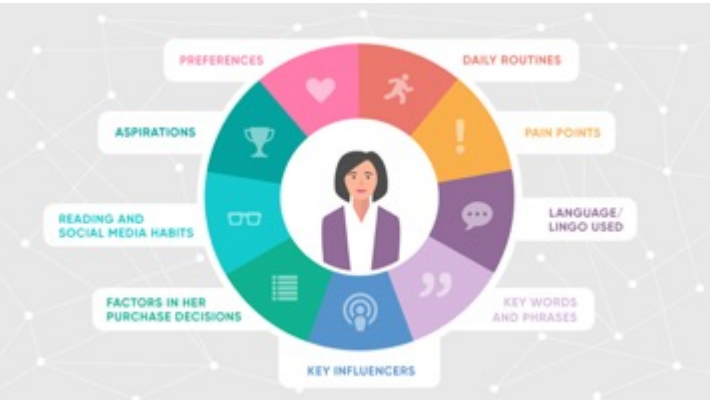 PREFERENCES
DAILY ROUTINES
ASPIRATIONS
PAIN POINTS
READING AND
SOCIAL MEDIA HABITS
LANGUAGE/
LINGO USED
FACTORS IN HER
PURCHASE DECISIONS
KEY WORDS
AND PHRASES
KEY INFLUENCERS